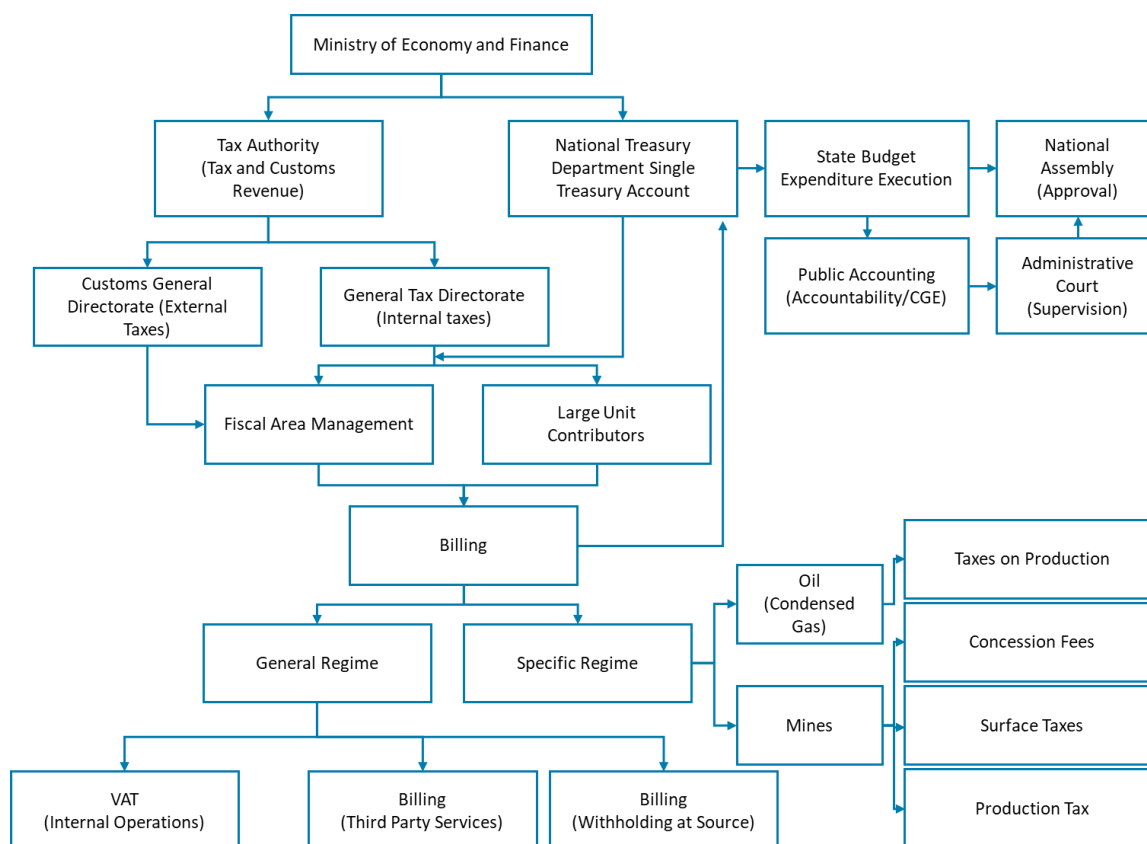 Ministry of Economy and Finance
Tax Authority
(Tax and Customs
Revenue)
National Treasury
Department Single
Treasury Account
State Budget
Expenditure Execution
National
Assembly
(Approval)
Customs General
Directorate (External
Taxes)
General Tax Directorate
(Internal taxes)
Public Accounting
(Accountability/CGE)
Administrative
Court
(Supervision)
Fiscal Area Management
Large Unit
Contributors
Billing
Oil
(Condensed
Gas)
Taxes on Production
General Regime
Specific Regime
Concession Fees
Mines
Surface Taxes
VAT
(Internal Operations)
Billing
(Third Party Services)
Billing
(Withholding at Source)
Production Tax